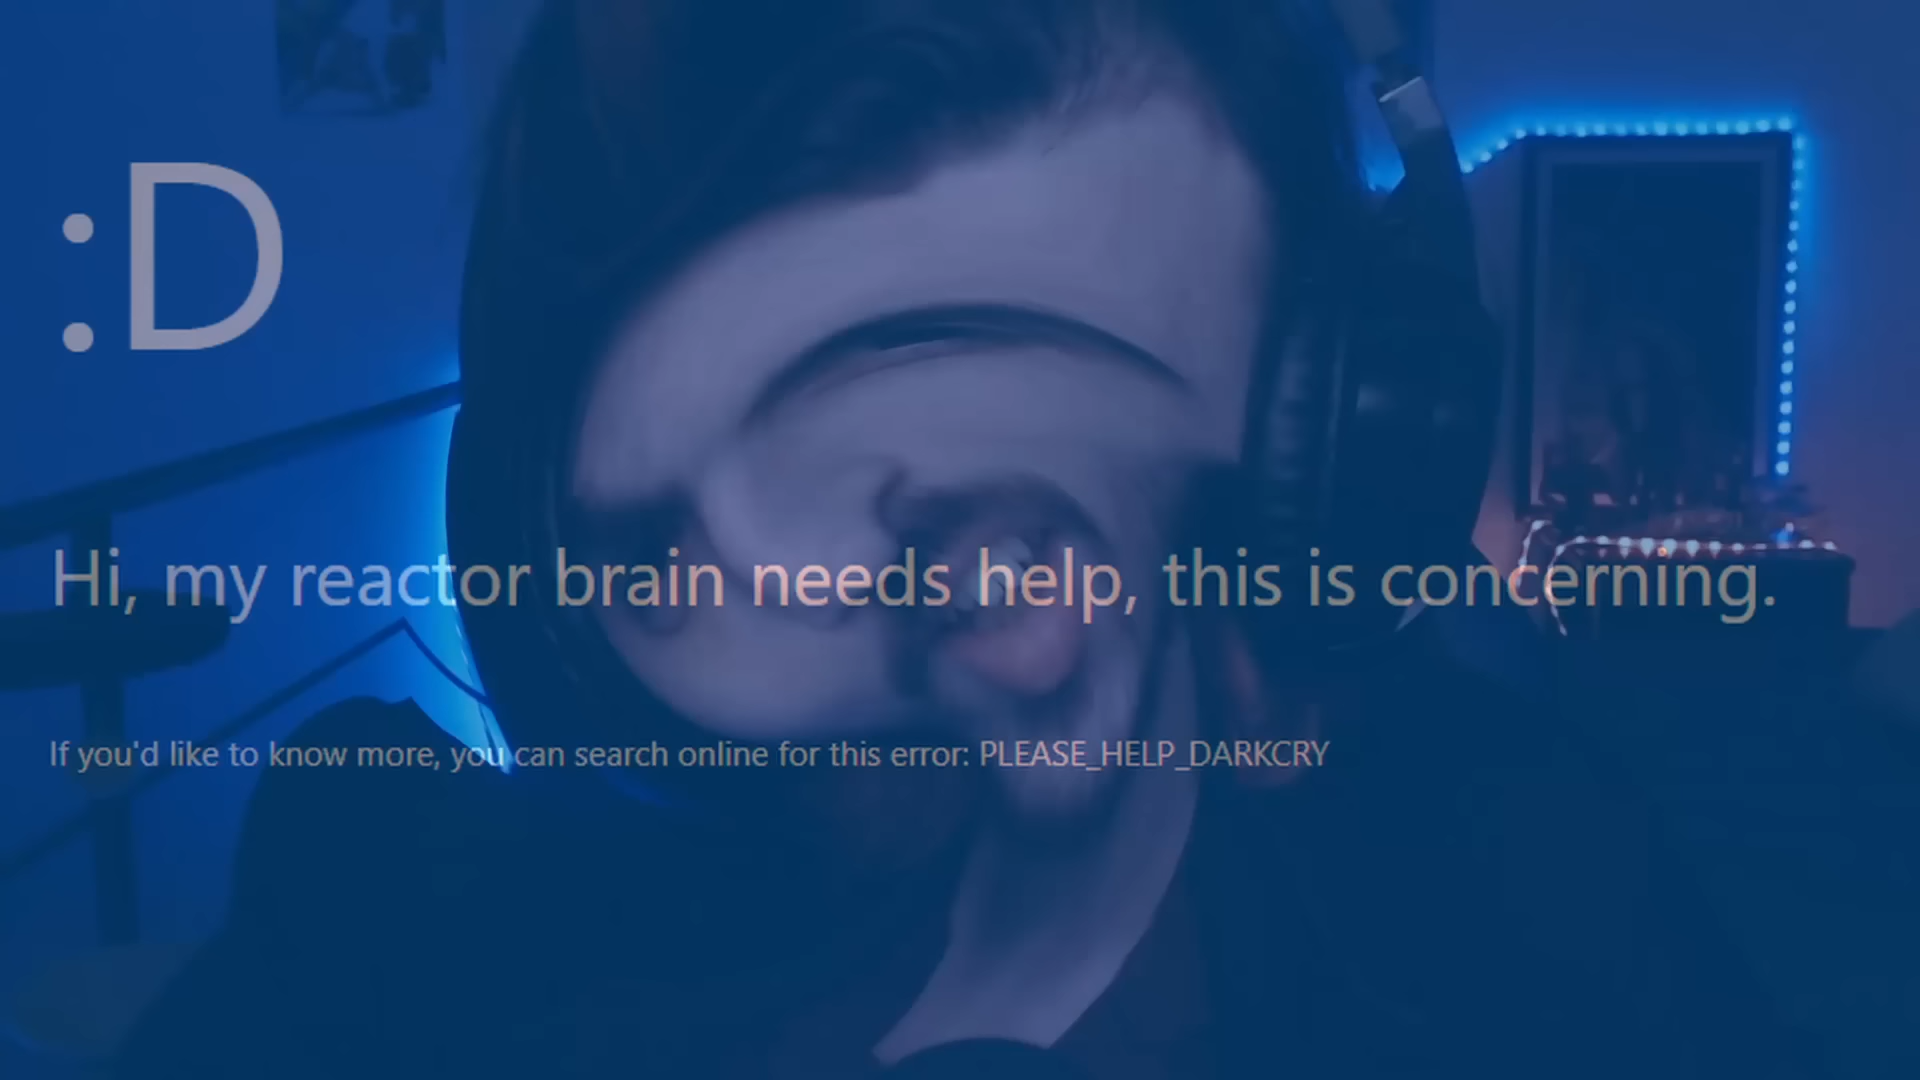 :D
Hi, my reactor brain needs help, this is concerning.
If you'd like to know more, you can search online for this error: PLEASE_HELP_DARKCRY